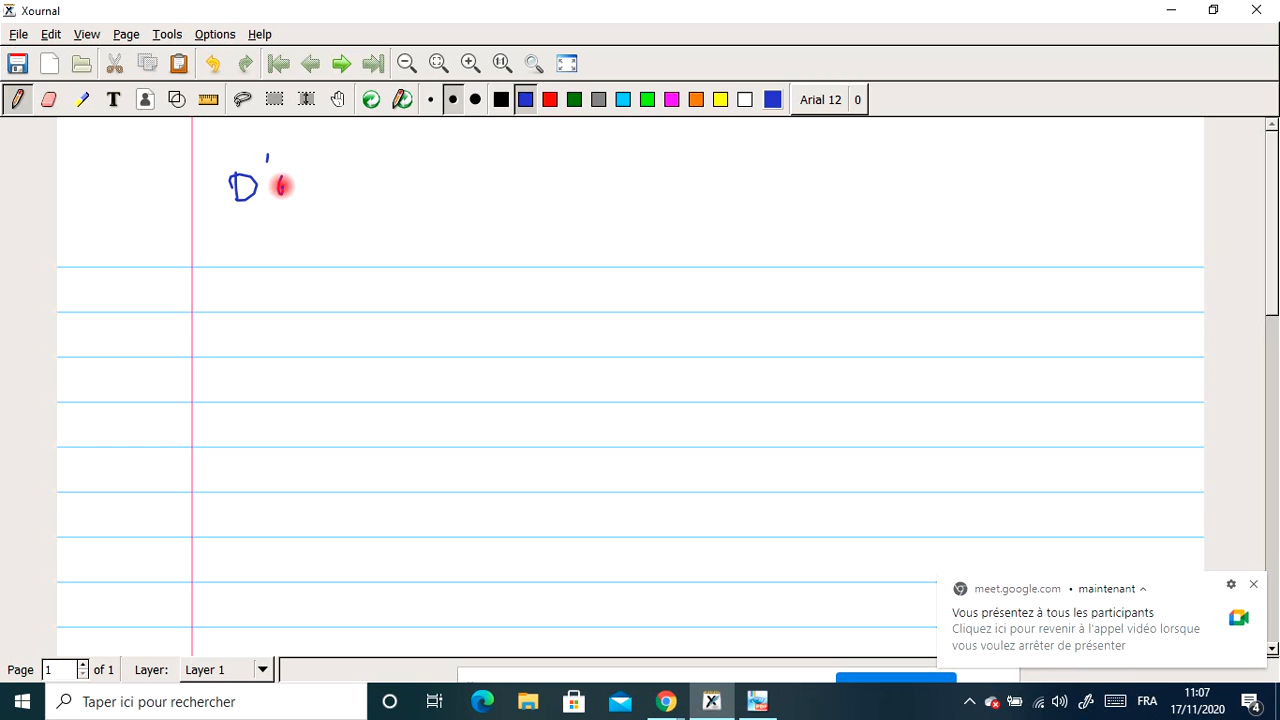 Xournal
File Edit View Page Tools Options Help
T Arial 12 0
D'
meet.google.com • maintenant
Vous présentez à tous les participants
Cliquez ici pour revenir à l'appel vidéo lorsque
vous voulez arrêter de présenter
Page 1 of 1 Layer: Layer 1
Taper ici pour rechercher
PDF
FRA
11:07
17/11/2020
4